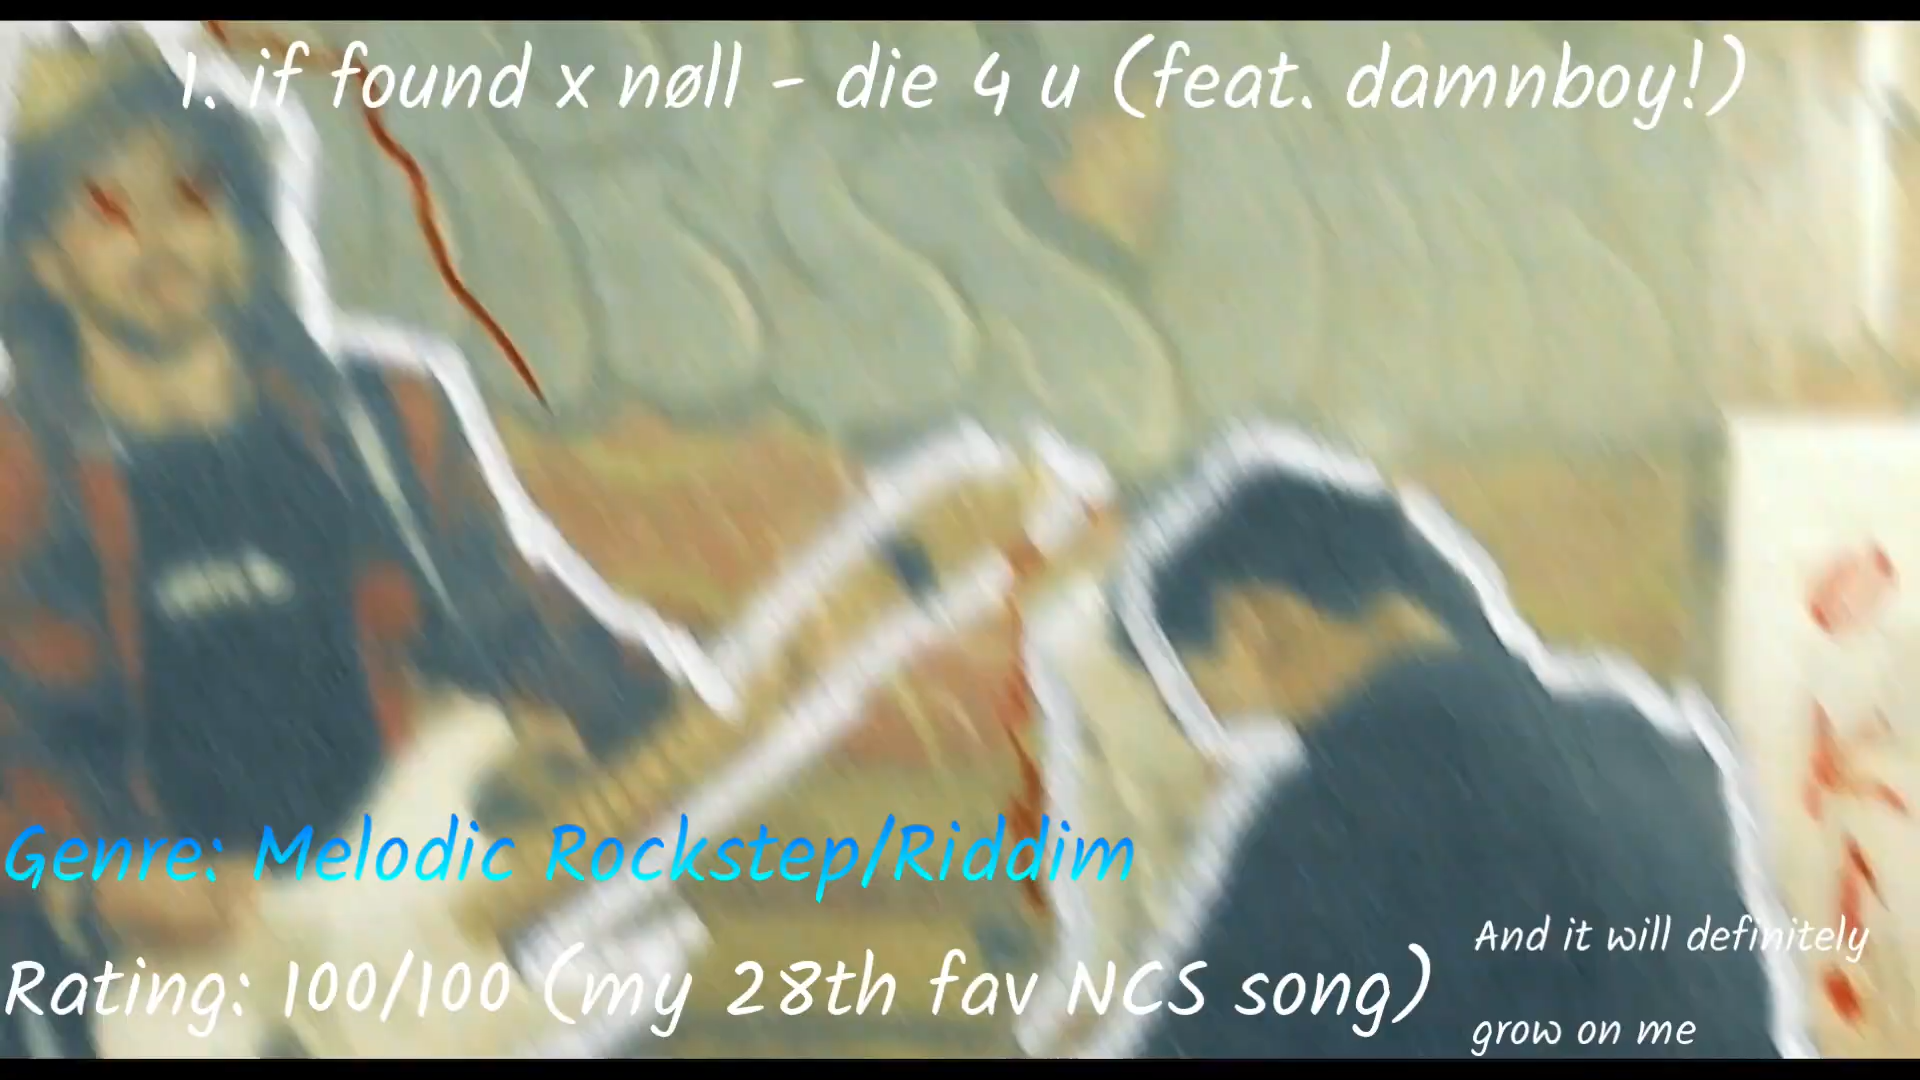 1. if found x nøll - die 4 u (feat. damnboy!)
Genre: Melodic Rockstep/Riddim
Rating: 100/100 (my 28th fav NCS song)
And it will definitely
grow on me